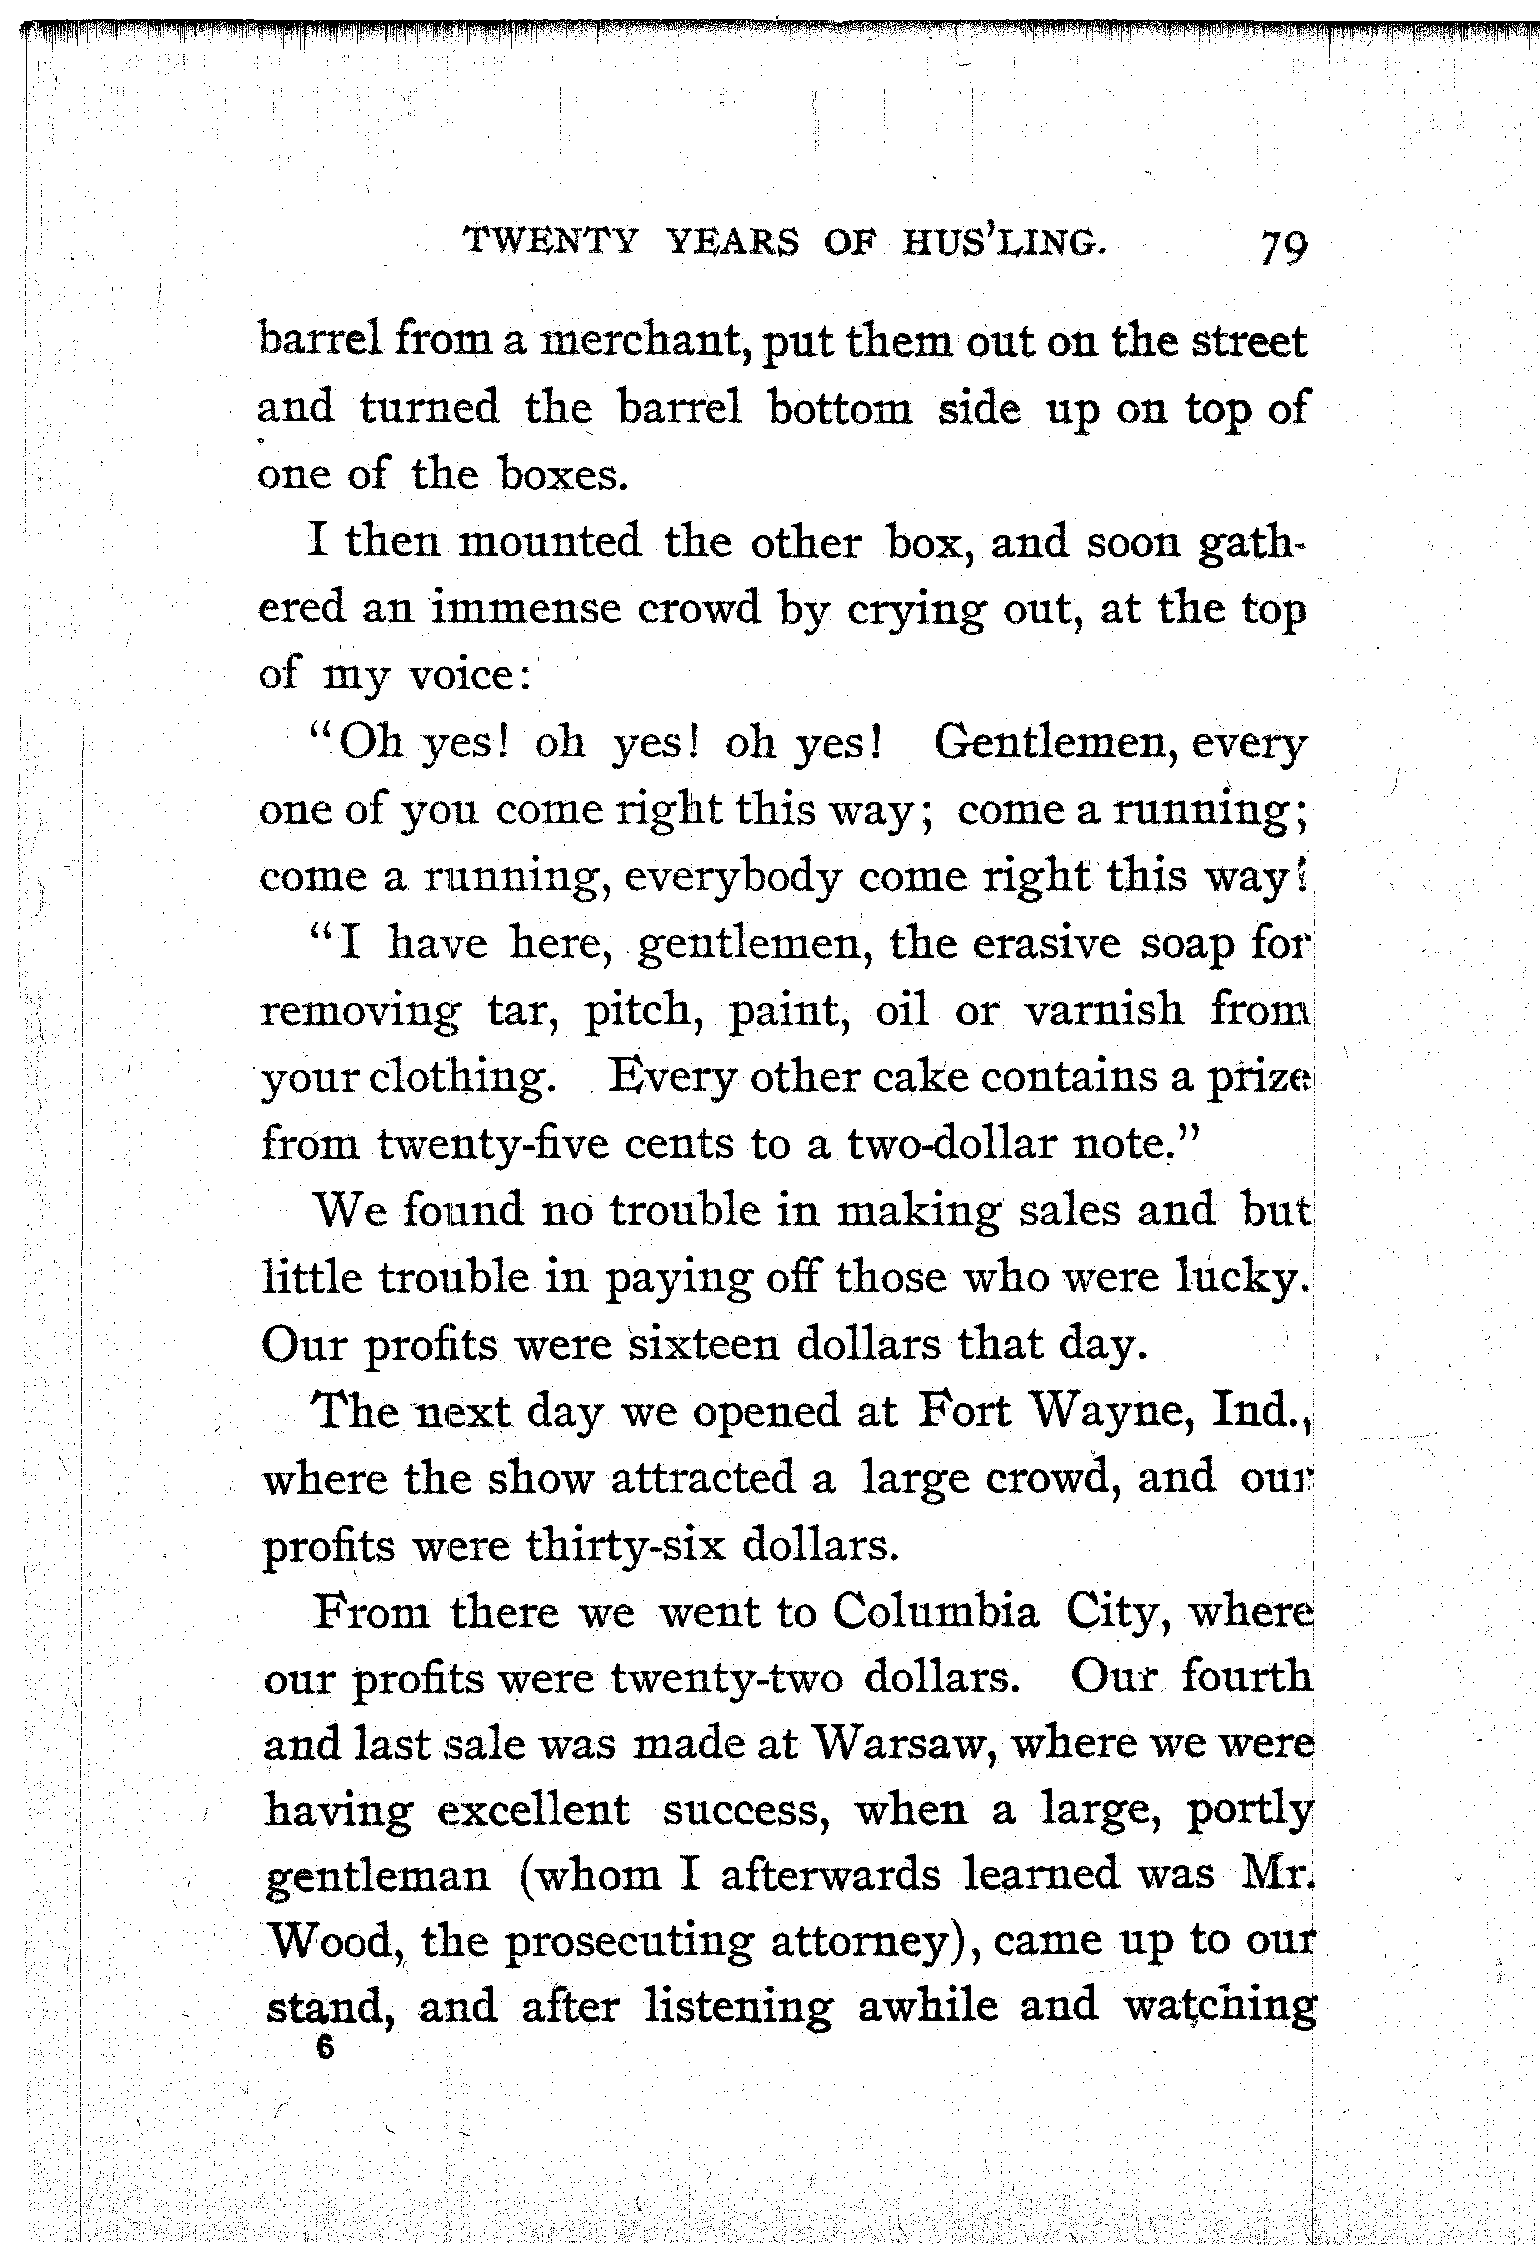 TWENTY YEARS OF HUS'LING. 79
barrel from a merchant, put them out on the street
and turned the barrel bottom side up on top of
one of the boxes.
I then mounted the other box, and soon gath-
ered an immense crowd by crying out, at the top
of my voice:
"Oh yes! oh yes! oh yes! Gentlemen, every
one of you come right this way; come a running;
come a running, everybody come right this way!
"I have here, gentlemen, the erasive soap for
removing tar, pitch, paint, oil or varnish from
your clothing. Every other cake contains a prize
from twenty-five cents to a two-dollar note."
We found no trouble in making sales and but
little trouble in paying off those who were lucky.
Our profits were sixteen dollars that day.
The next day we opened at Fort Wayne, Ind.,
where the show attracted a large crowd, and our
profits were thirty-six dollars.
From there we went to Columbia City, where
our profits were twenty-two dollars. Our fourth
and last sale was made at Warsaw, where we were
having excellent success, when a large, portly
gentleman (whom I afterwards learned was Mr.
Wood, the prosecuting attorney), came up to our
stand, and after listening awhile and watching
6